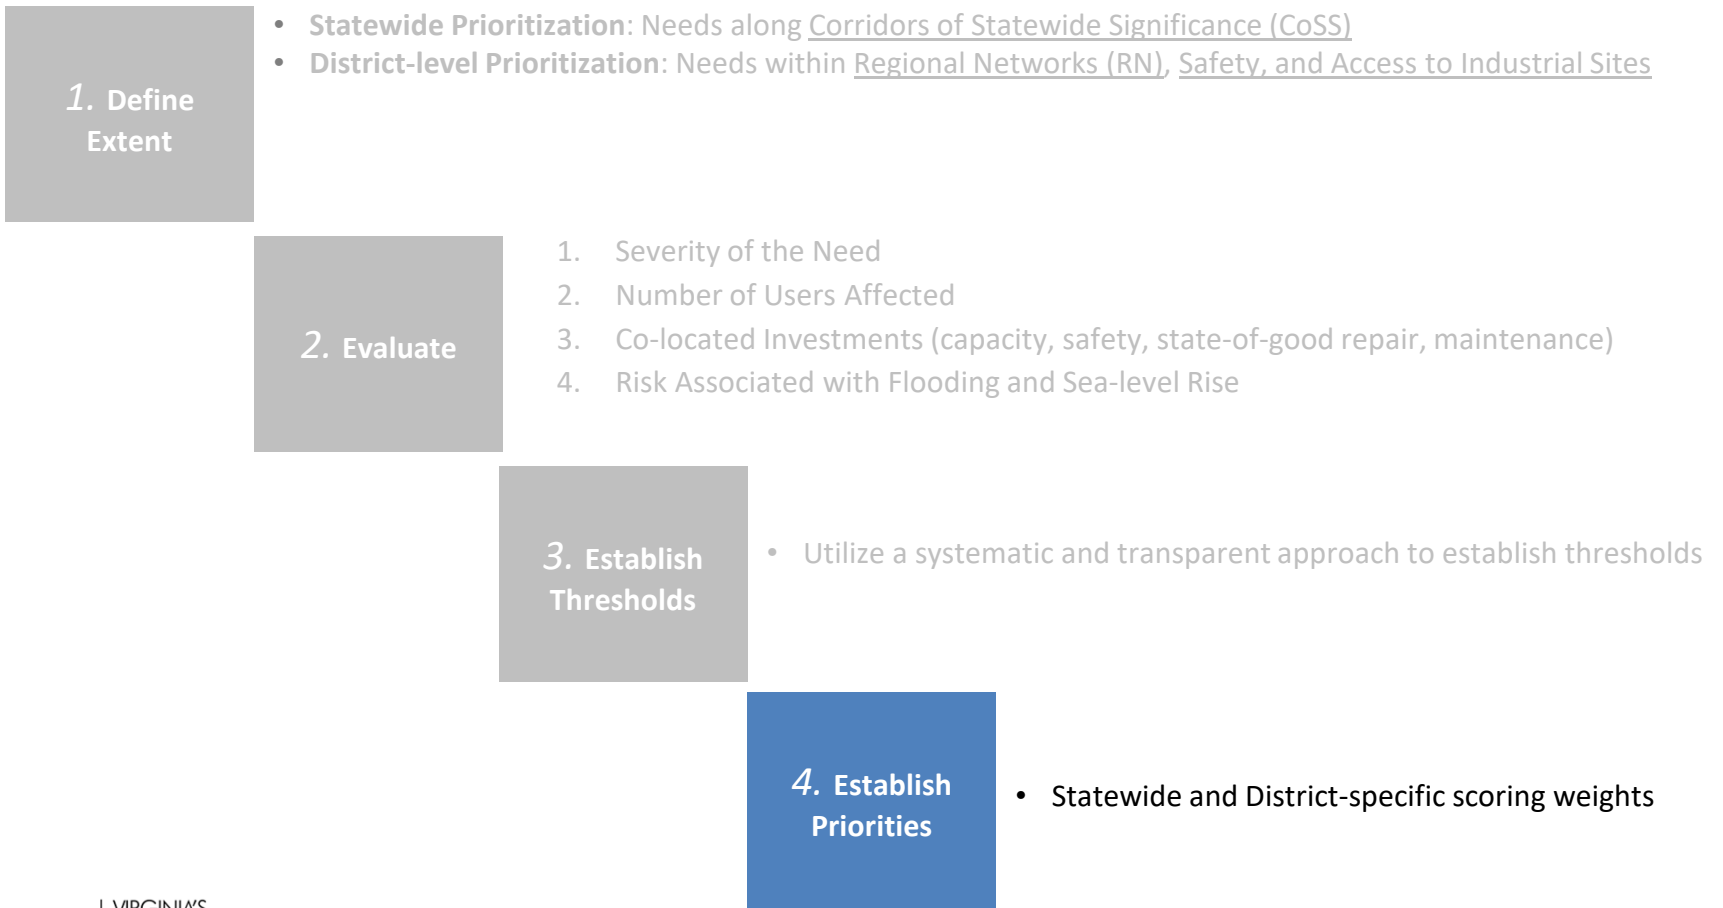 • Statewide Prioritization: Needs along Corridors of Statewide Significance (CoSS)
• District-level Prioritization: Needs within Regional Networks (RN), Safety, and Access to Industrial Sites
1. Define
Extent
1. Severity of the Need
2. Number of Users Affected
3. Co-located Investments (capacity, safety, state-of-good repair, maintenance)
4. Risk Associated with Flooding and Sea-level Rise
2. Evaluate
3. Establish
Thresholds
• Utilize a systematic and transparent approach to establish thresholds
4. Establish
Priorities
• Statewide and District-specific scoring weights
VIRGINIA'S